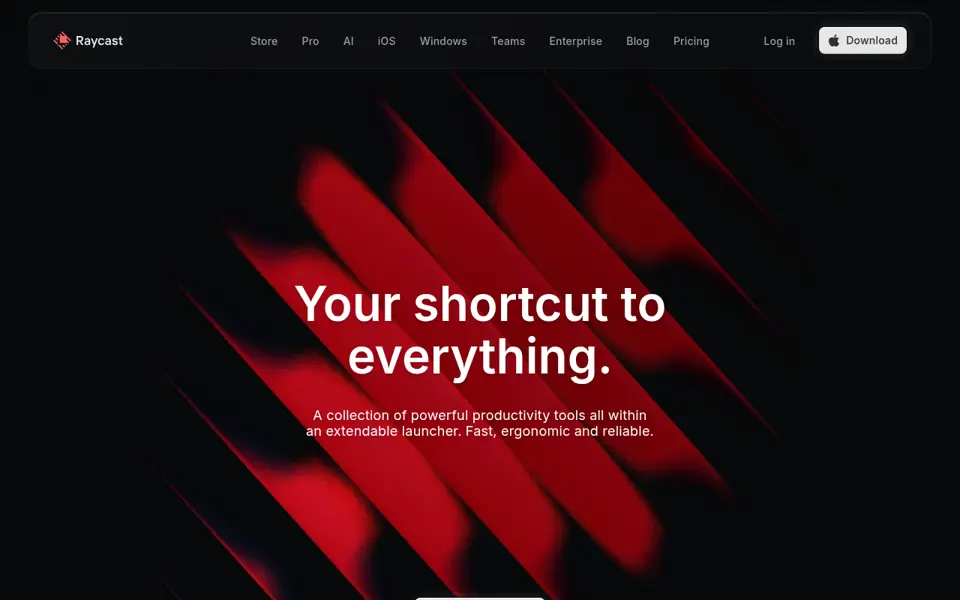 Raycast
Store Pro AI iOS Windows Teams Enterprise Blog Pricing
Log in
Download
Your shortcut to
everything.
A collection of powerful productivity tools all within
an extendable launcher. Fast, ergonomic and reliable.